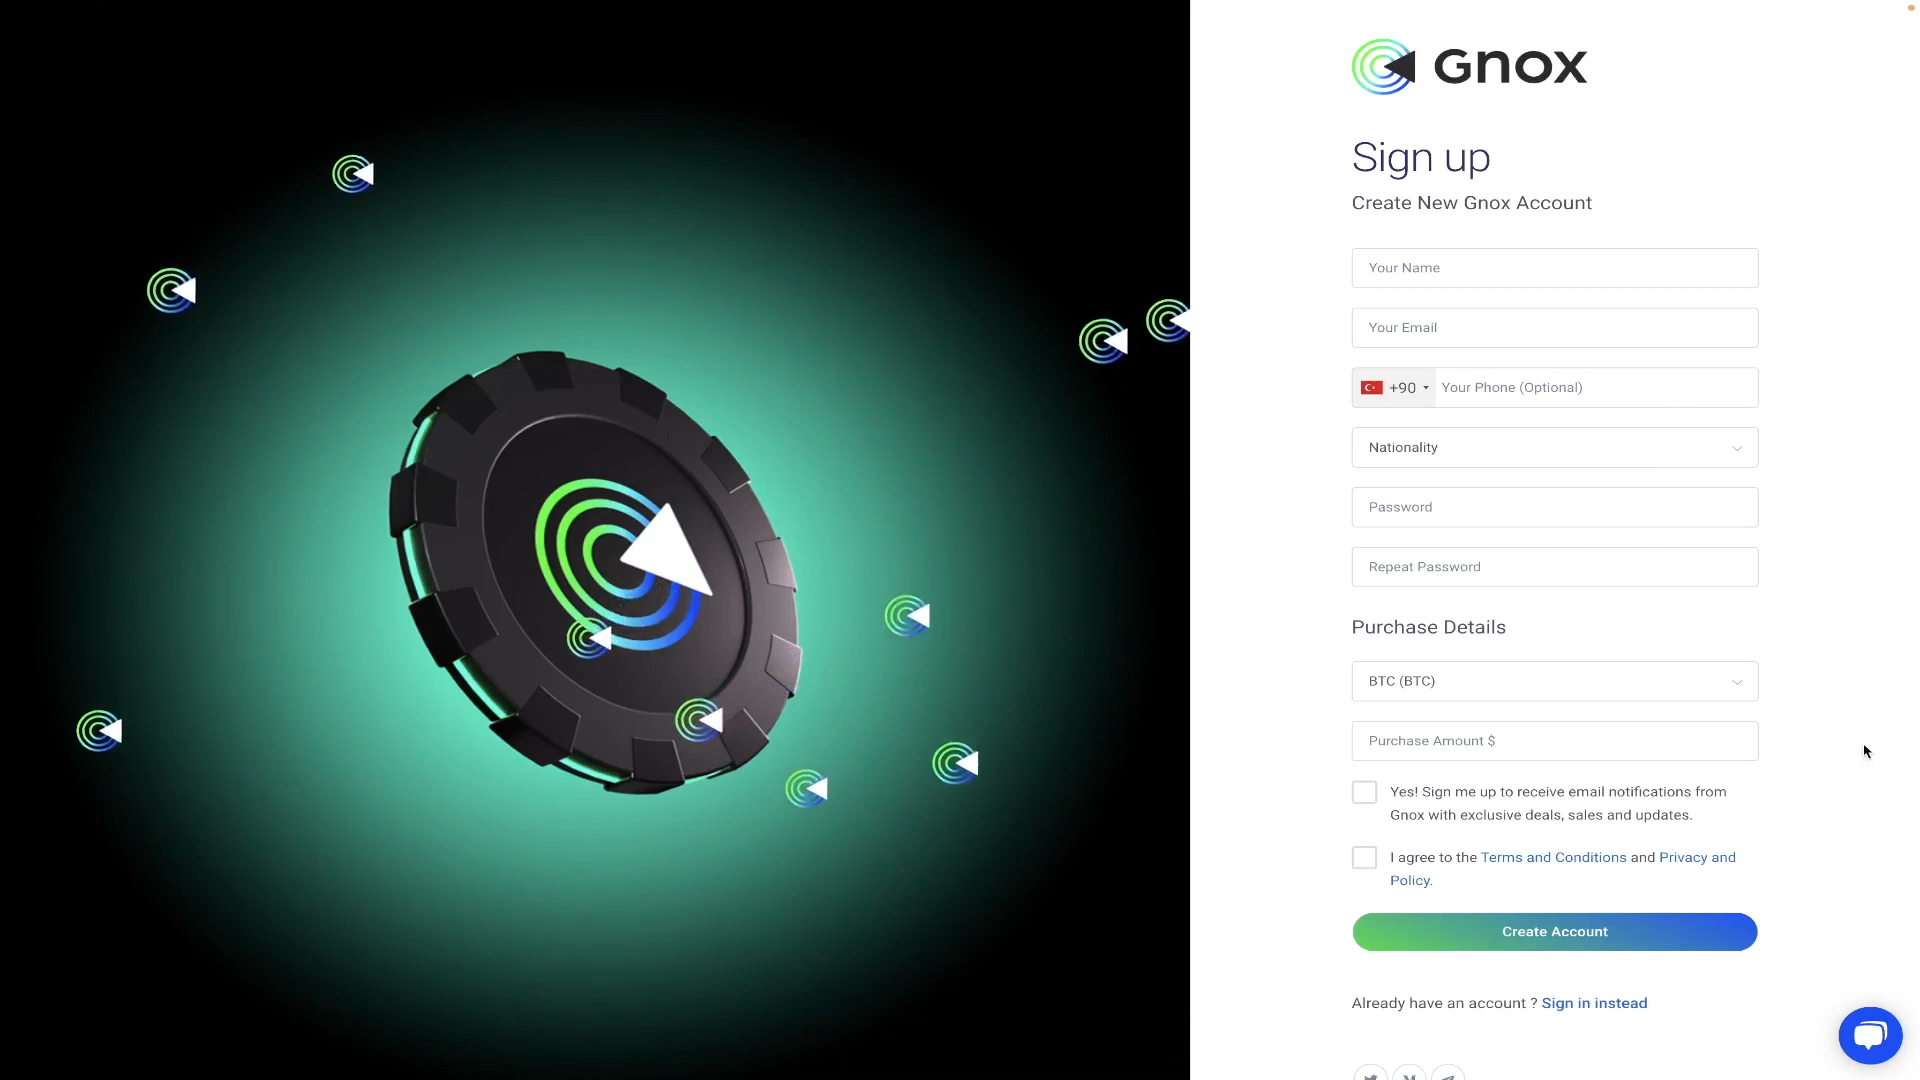 Gnox
Sign up
Create New Gnox Account
Your Name
Your Email
+90 Your Phone (Optional)
Nationality
Password
Repeat Password
Purchase Details
BTC (BTC)
Purchase Amount $
Yes! Sign me up to receive email notifications from
Gnox with exclusive deals, sales and updates.
I agree to the Terms and Conditions and Privacy and
Policy.
Create Account
Already have an account ? Sign in instead